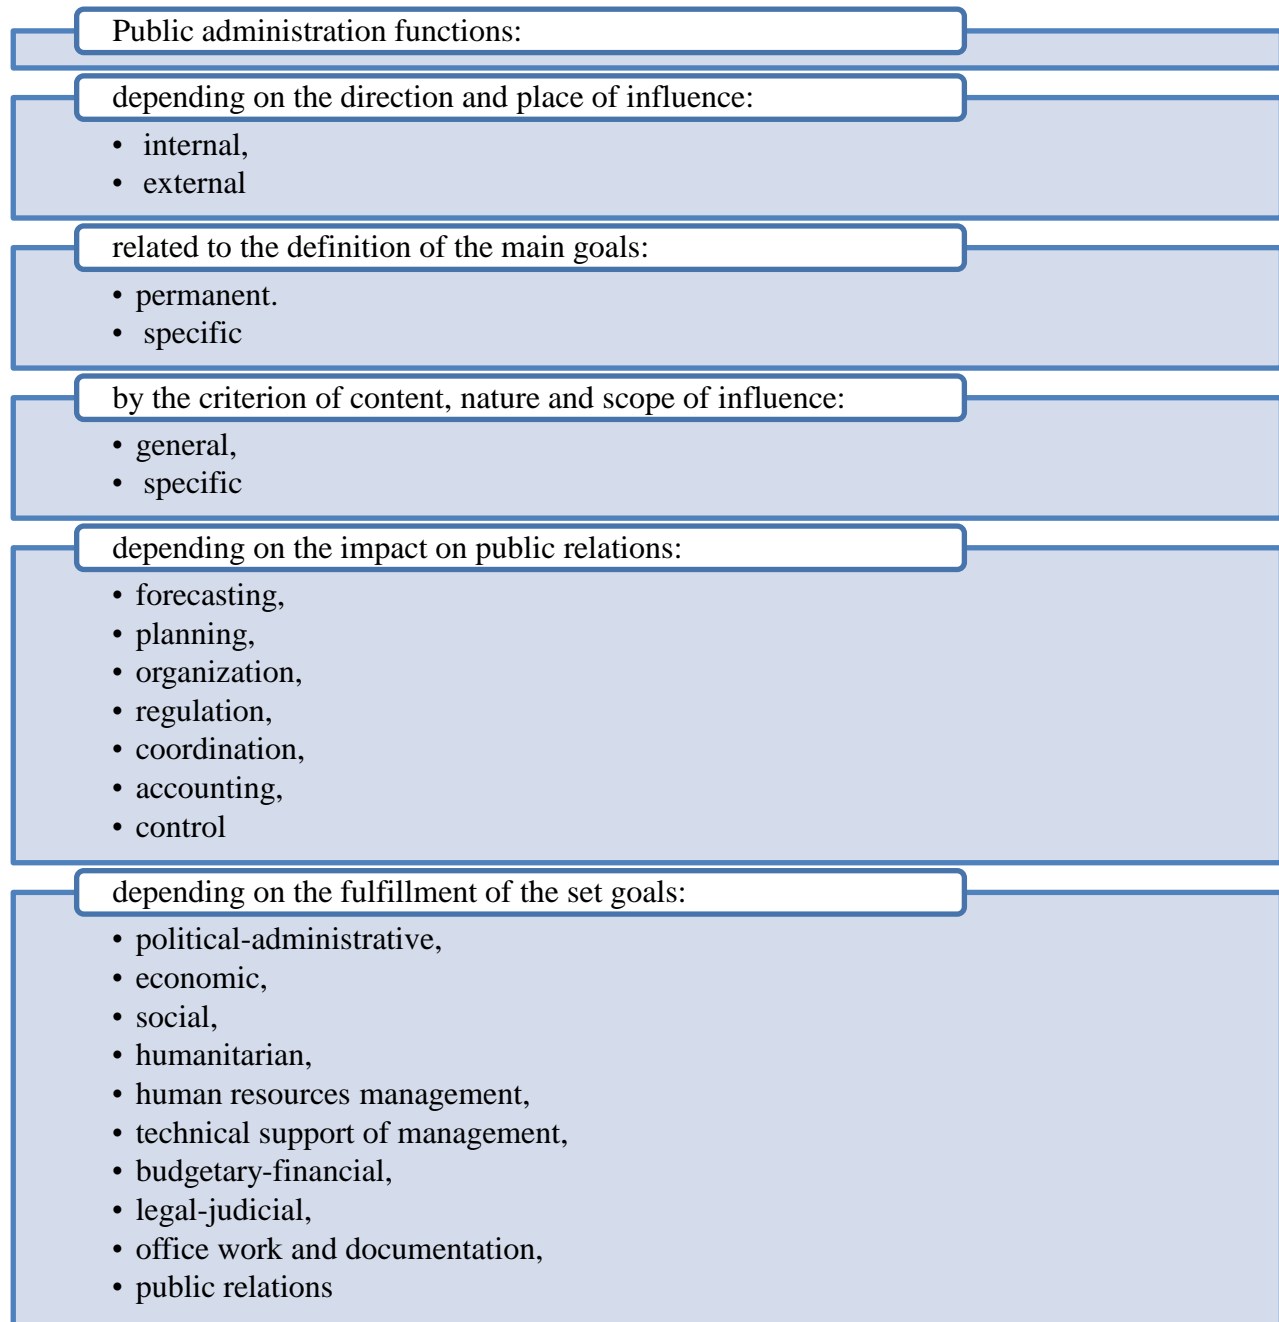 Public administration functions:
depending on the direction and place of influence:
• internal,
• external
related to the definition of the main goals:
• permanent.
• specific
by the criterion of content, nature and scope of influence:
• general,
• specific
depending on the impact on public relations:
• forecasting,
• planning,
• organization,
• regulation,
• coordination,
• accounting,
• control
depending on the fulfillment of the set goals:
• political-administrative,
• economic,
• social,
• humanitarian,
• human resources management,
• technical support of management,
• budgetary-financial,
• legal-judicial,
• office work and documentation,
• public relations